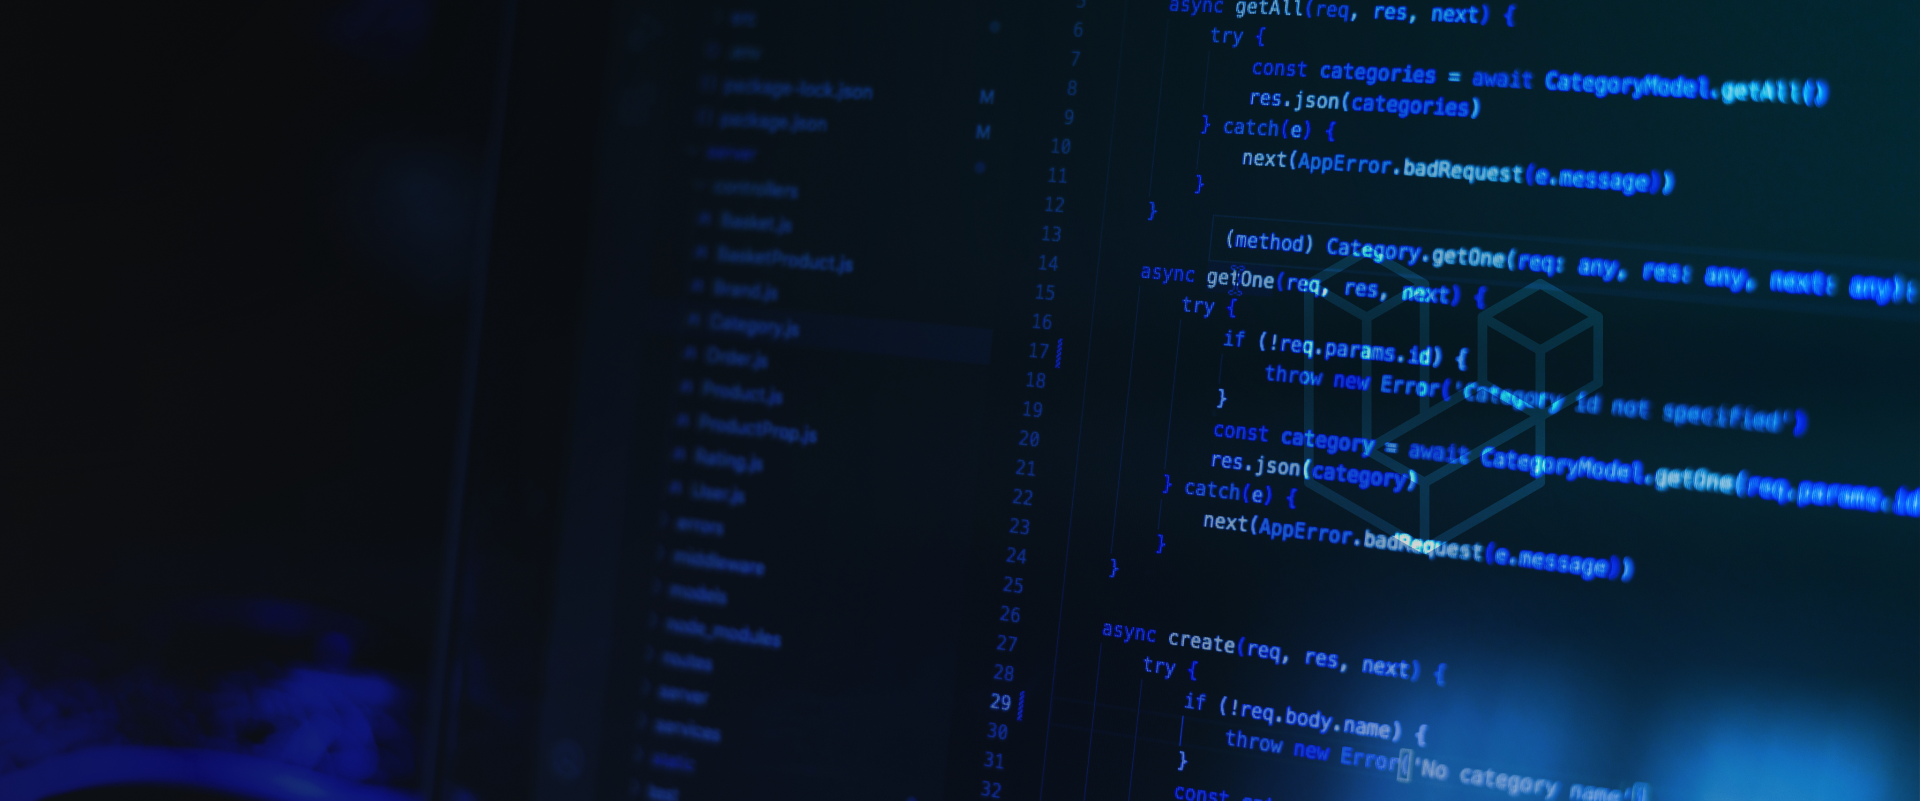 .env
package-lock.json
M
package.json
M
server
controllers
Basket.js
BasketProduct.js
Brand.js
Category.js
Order.js
Product.js
ProductProp.js
Rating.js
User.js
errors
middleware
models
node_modules
routes
server
services
static
5
6
7
8
9
10
11
12
13
14
15
16
17
18
19
20
21
22
23
24
25
26
27
28
29
30
31
32
async getAll(req, res, next) {
try {
const categories = await CategoryModel.getAll()
res.json(categories)
} catch(e) {
next(AppError.badRequest(e.message))
}
}
(method) Category.getOne(req: any, res: any, next: any):
async getOne(req, res, next) {
try {
if (!req.params.id) {
throw new Error('Category id not specified')
}
const category = await CategoryModel.getOne(req.params.id
res.json(category)
} catch(e) {
next(AppError.badRequest(e.message))
}
}
async create(req, res, next) {
try {
if (!req.body.name) {
throw new Error('No category name')
}
const